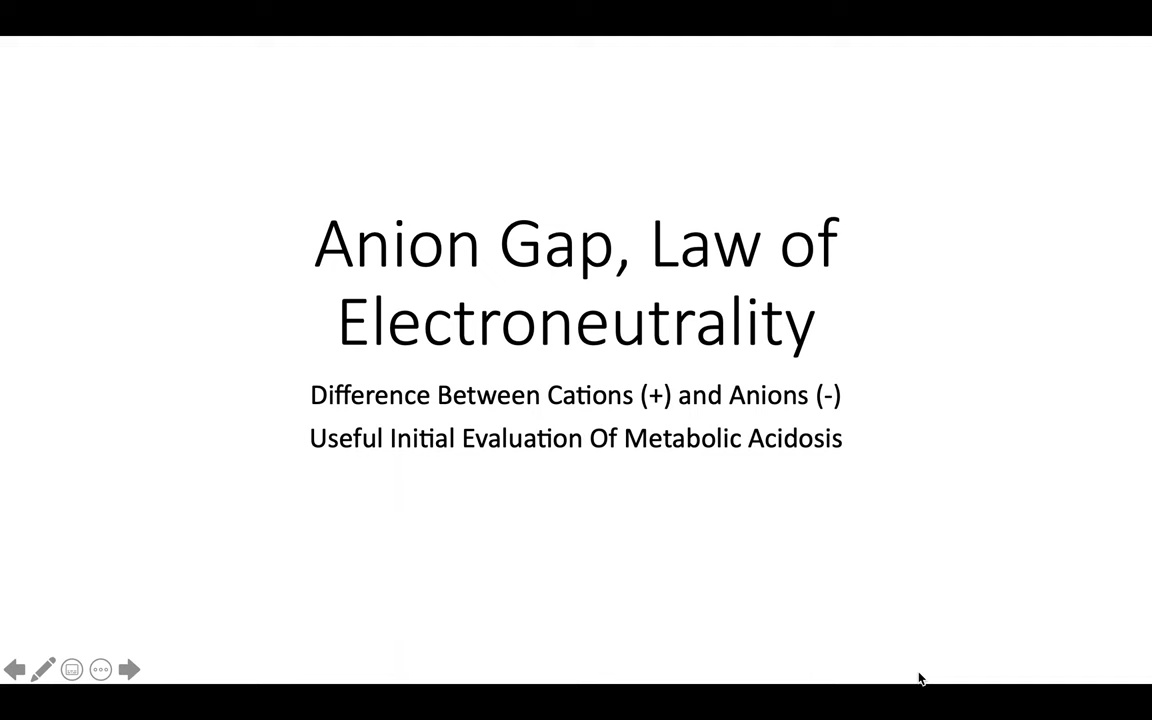 Anion Gap, Law of
Electroneutrality
Difference Between Cations (+) and Anions (-)
Useful Initial Evaluation Of Metabolic Acidosis